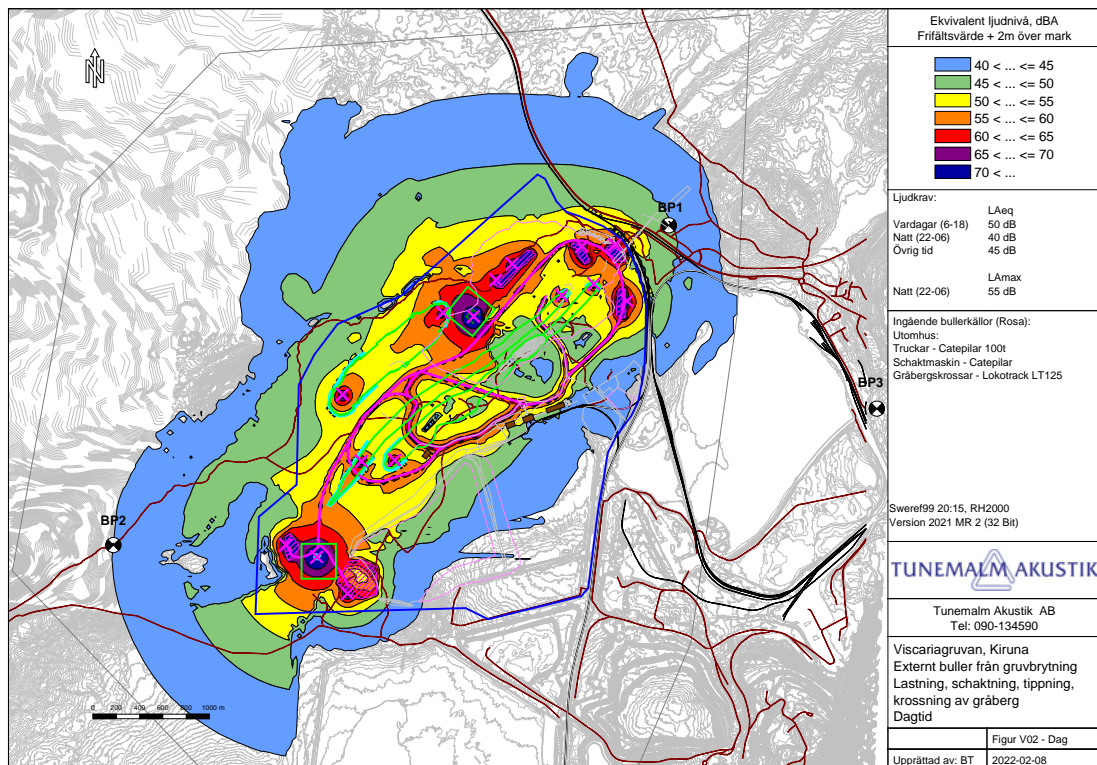 N
BP1
BP2
BP3
0 200 400 600 800 1000 m
Ekvivalent ljudnivå, dBA
Frifältsvärde + 2m över mark
40 < ... <= 45
45 < ... <= 50
50 < ... <= 55
55 < ... <= 60
60 < ... <= 65
65 < ... <= 70
70 < ...
Ljudkrav:
LAeq
Vardagar (6-18) 50 dB
Natt (22-06) 40 dB
Övrig tid 45 dB
LAmax
Natt (22-06) 55 dB
Ingående bullerkällor (Rosa):
Utomhus:
Truckar - Catepilar 100t
Schaktmaskin - Catepilar
Gråbergskrossar - Lokotrack LT125
Sweref99 20:15, RH2000
Version 2021 MR 2 (32 Bit)
TUNEMALM AKUSTIK
Tunemalm Akustik AB
Tel: 090-134590
Viscariagruvan, Kiruna
Externt buller från gruvbrytning
Lastning, schaktning, tippning,
krossning av gråberg
Dagtid
Figur V02 - Dag
Upprättad av: BT 2022-02-08